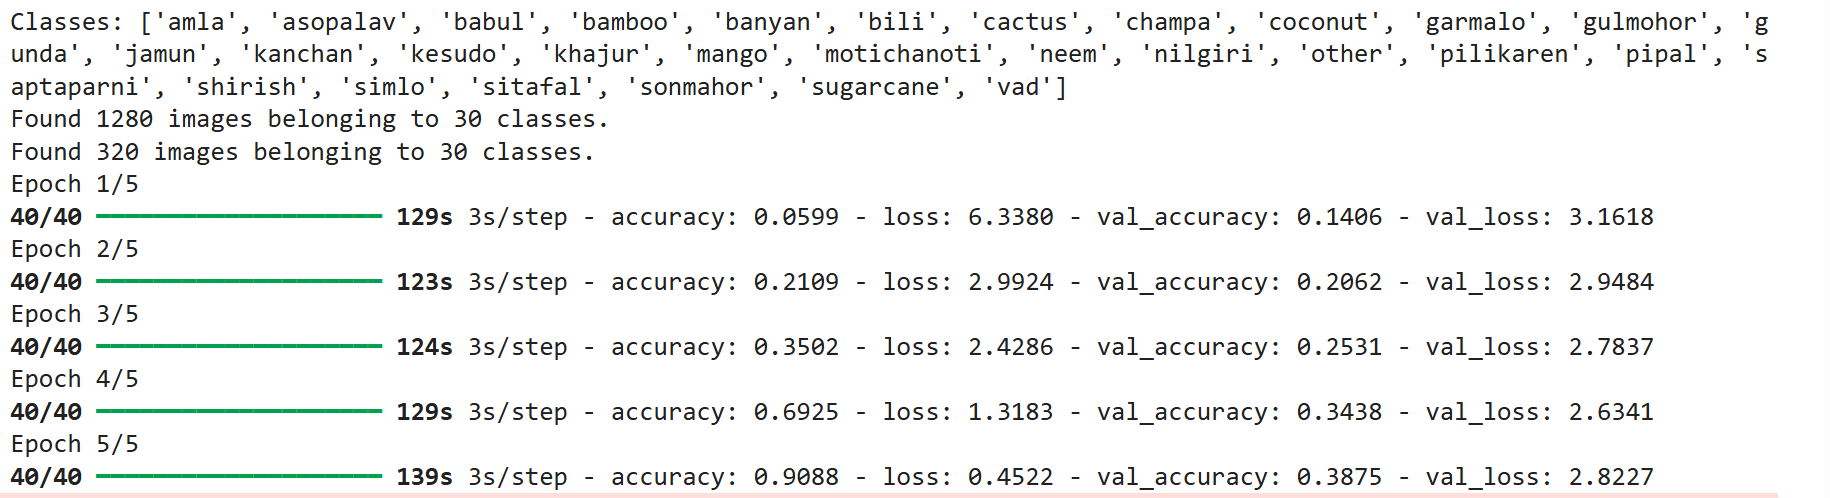 Classes: ['amla', 'asopalav', 'babul', 'bamboo', 'banyan', 'bili', 'cactus', 'champa', 'coconut', 'garmalo', 'gulmohor', 'g
unda', 'jamun', 'kanchan', 'kesudo', 'khajur', 'mango', 'motichanoti', 'neem', 'nilgiri', 'other', 'pilikaren', 'pipal', 's
aptaparni', 'shirish', 'simlo', 'sitafal', 'sonmahor', 'sugarcane', 'vad']
Found 1280 images belonging to 30 classes.
Found 320 images belonging to 30 classes.
Epoch 1/5
40/40 ━━━━━━━━━━━━━━━━━━━━ 129s 3s/step - accuracy: 0.0599 - loss: 6.3380 - val_accuracy: 0.1406 - val_loss: 3.1618
Epoch 2/5
40/40 ━━━━━━━━━━━━━━━━━━━━ 123s 3s/step - accuracy: 0.2109 - loss: 2.9924 - val_accuracy: 0.2062 - val_loss: 2.9484
Epoch 3/5
40/40 ━━━━━━━━━━━━━━━━━━━━ 124s 3s/step - accuracy: 0.3502 - loss: 2.4286 - val_accuracy: 0.2531 - val_loss: 2.7837
Epoch 4/5
40/40 ━━━━━━━━━━━━━━━━━━━━ 129s 3s/step - accuracy: 0.6925 - loss: 1.3183 - val_accuracy: 0.3438 - val_loss: 2.6341
Epoch 5/5
40/40 ━━━━━━━━━━━━━━━━━━━━ 139s 3s/step - accuracy: 0.9088 - loss: 0.4522 - val_accuracy: 0.3875 - val_loss: 2.8227